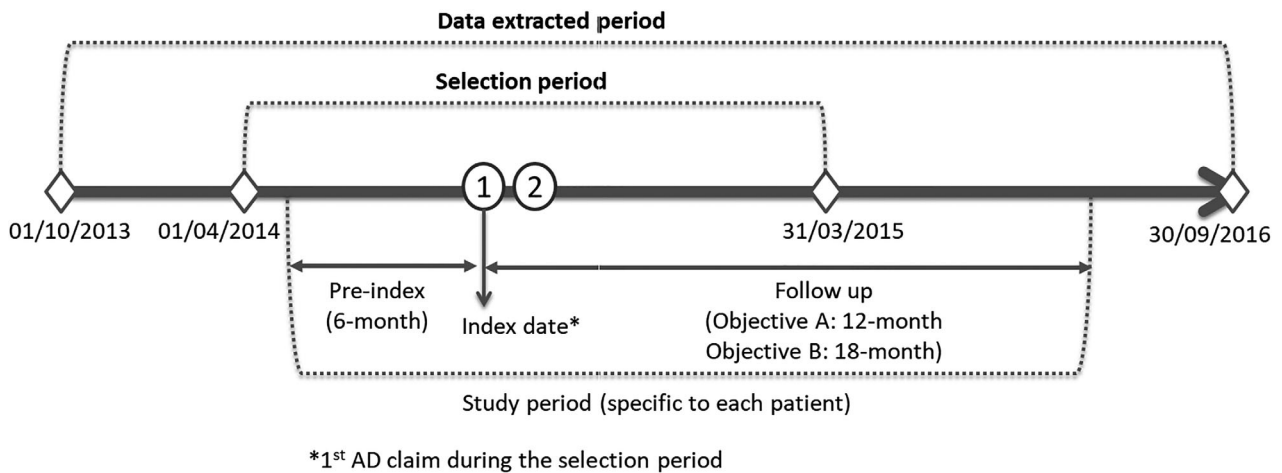 Data extracted period
Selection period
1 2
01/10/2013 01/04/2014 31/03/2015 30/09/2016
Pre-index
(6-month)
Index date*
Follow up
(Objective A: 12-month
Objective B: 18-month)
Study period (specific to each patient)
*1st AD claim during the selection period